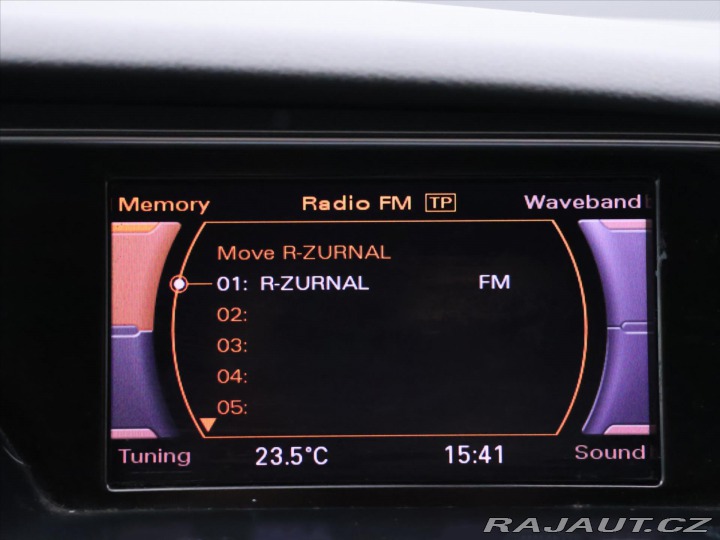 Memory Radio FM TP Waveband
Move R-ZURNAL
01: R-ZURNAL FM
02:
03:
04:
05:
Tuning 23.5°C 15:41 Sound
RAJAUT.CZ